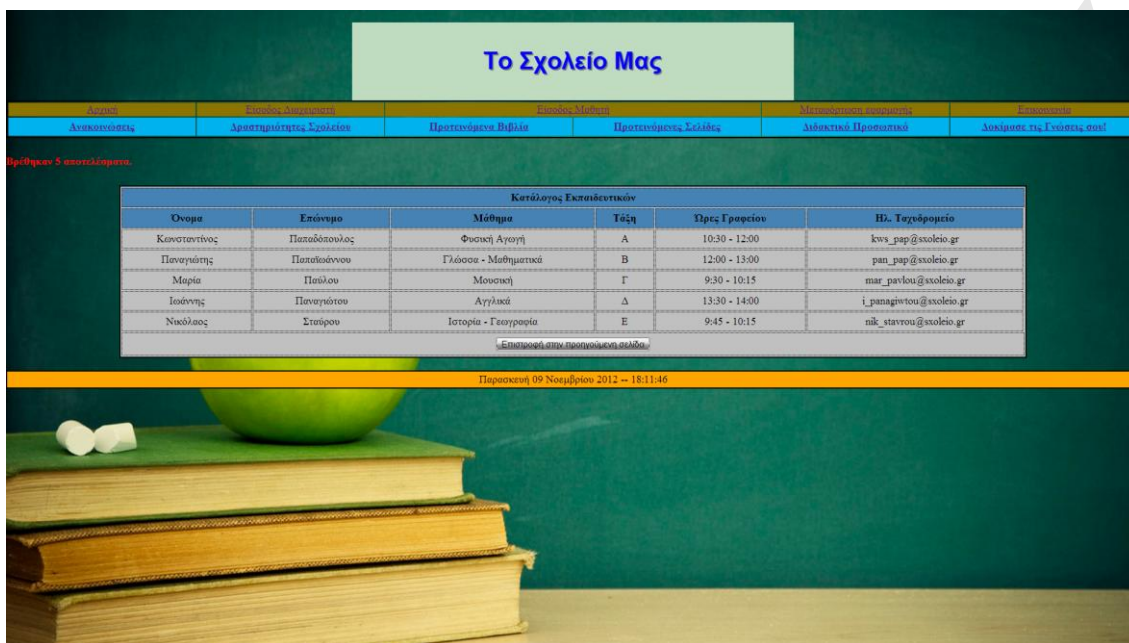 Το Σχολείο Μας
Αρχική Είσοδος Διαχειριστή Είσοδος Μαθητή Μεταφόρτωση εφαρμογής Επικοινωνία
Ανακοινώσεις Δραστηριότητες Σχολείου Προτεινόμενα Βιβλία Προτεινόμενες Σελίδες Διδακτικό Προσωπικό Δοκίμασε τις Γνώσεις σου!
Βρέθηκαν 5 αποτελέσματα.
Κατάλογος Εκπαιδευτικών
Όνομα Επώνυμο Μάθημα Τάξη Ώρες Γραφείου Ηλ. Ταχυδρομείο
Κωνσταντίνος Παπαδόπουλος Φυσική Αγωγή Α 10:30 - 12:00 kws_pap@sxoleio.gr
Παναγιώτης Παπαϊωάννου Γλώσσα - Μαθηματικά Β 12:00 - 13:00 pan_pap@sxoleio.gr
Μαρία Παύλου Μουσική Γ 9:30 - 10:15 mar_pavlou@sxoleio.gr
Ιωάννης Παναγιώτου Αγγλικά Δ 13:30 - 14:00 i_panagiwtou@sxoleio.gr
Νικόλαος Σταύρου Ιστορία - Γεωγραφία Ε 9:45 - 10:15 nik_stavrou@sxoleio.gr
Επιστροφή στην προηγούμενη σελίδα
Παρασκευή 09 Νοεμβρίου 2012 -- 18:11:46